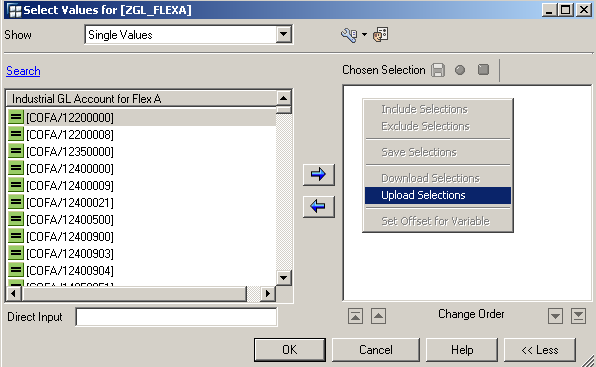 Select Values for [ZGL_FLEXA]
Show Single Values
Search
Chosen Selection
Industrial GL Account for Flex A
[COFA/12200000]
[COFA/12200008]
[COFA/12350000]
[COFA/12400000]
[COFA/12400009]
[COFA/12400021]
[COFA/12400500]
[COFA/12400900]
[COFA/12400903]
[COFA/12400904]
Include Selections
Exclude Selections
Save Selections
Download Selections
Upload Selections
Set Offset for Variable
Direct Input
Change Order
OK Cancel Help << Less